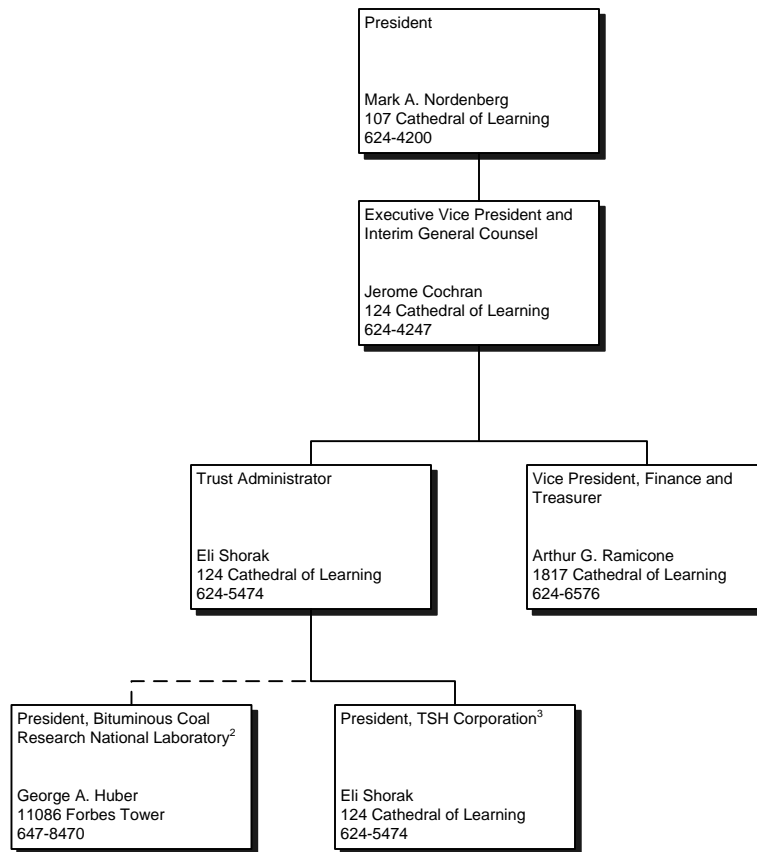 President
Mark A. Nordenberg
107 Cathedral of Learning
624-4200
Executive Vice President and
Interim General Counsel
Jerome Cochran
124 Cathedral of Learning
624-4247
Trust Administrator
Eli Shorak
124 Cathedral of Learning
624-5474
Vice President, Finance and
Treasurer
Arthur G. Ramicone
1817 Cathedral of Learning
624-6576
President, Bituminous Coal
Research National Laboratory²
George A. Huber
11086 Forbes Tower
647-8470
President, TSH Corporation³
Eli Shorak
124 Cathedral of Learning
624-5474